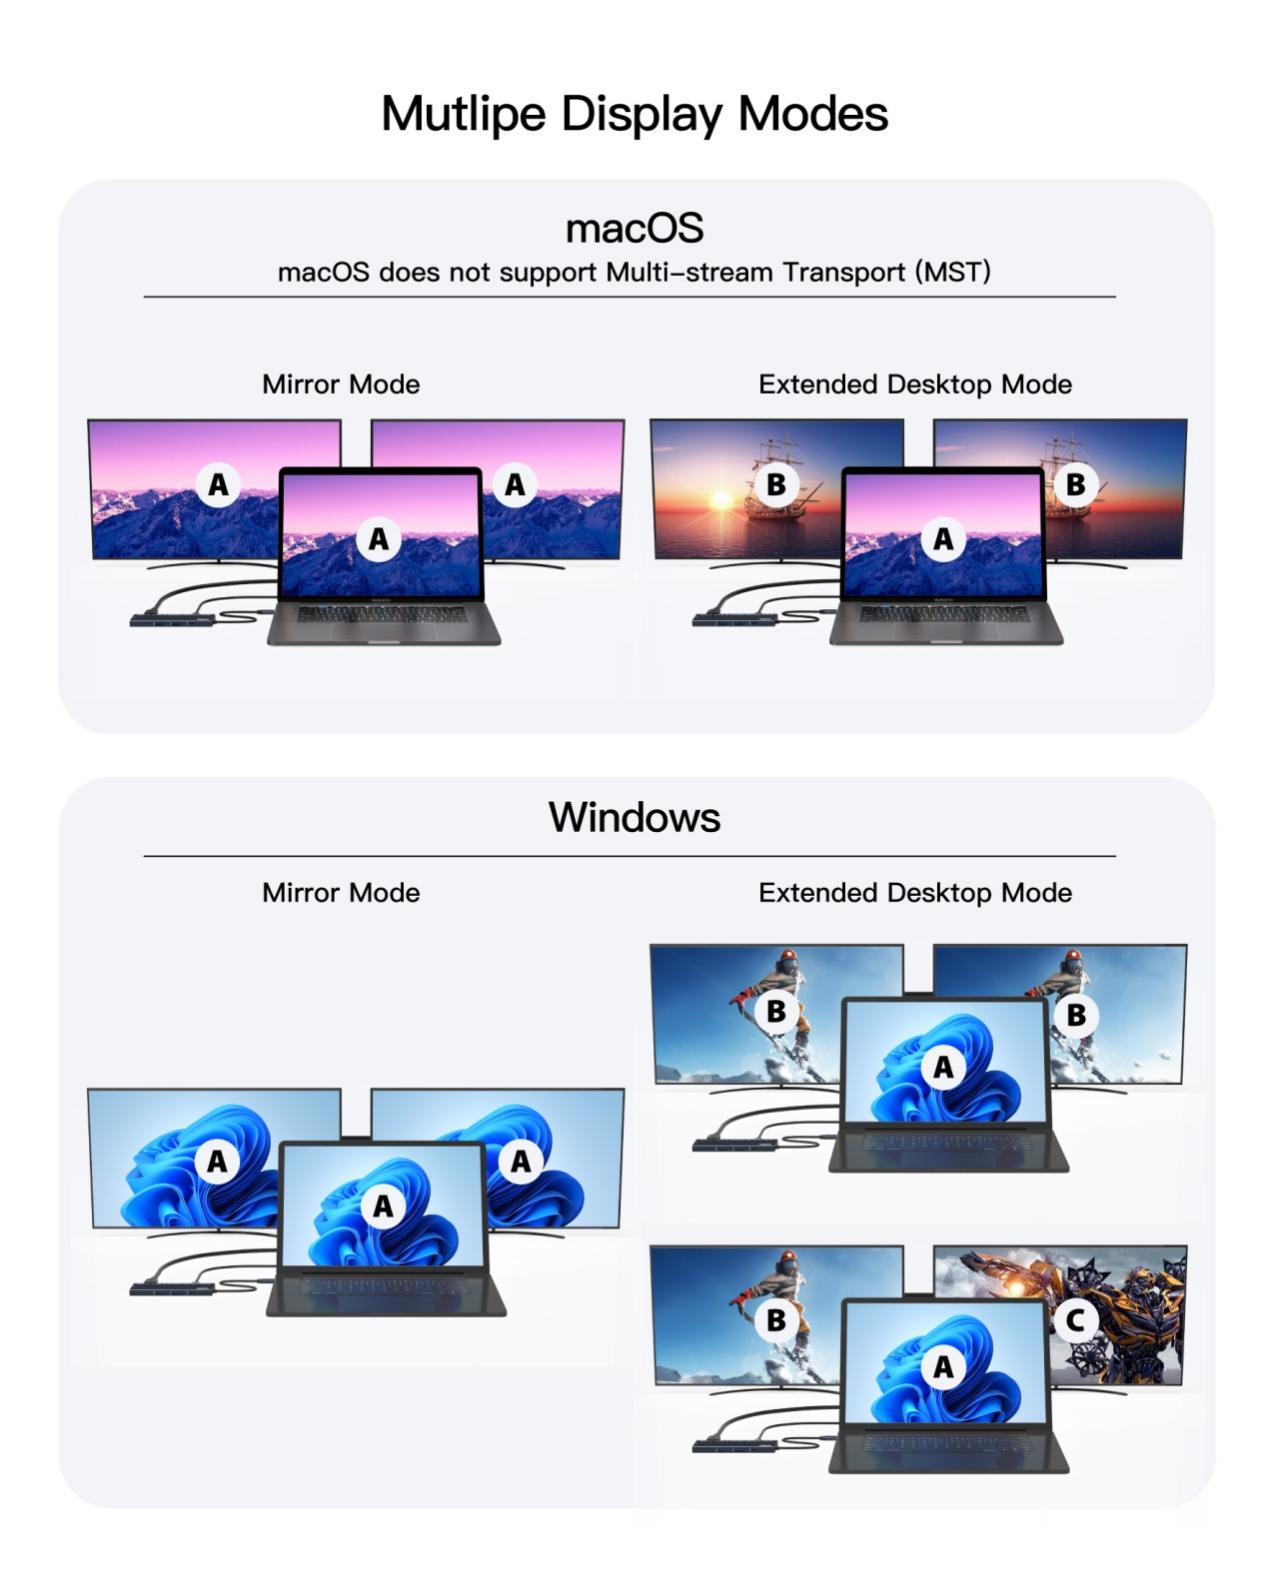 Mutlipe Display Modes
macOS
macOS does not support Multi-stream Transport (MST)
Mirror Mode
Extended Desktop Mode
A
A
A
B
B
A
Windows
Mirror Mode
Extended Desktop Mode
B
B
A
A
A
A
B
C
A